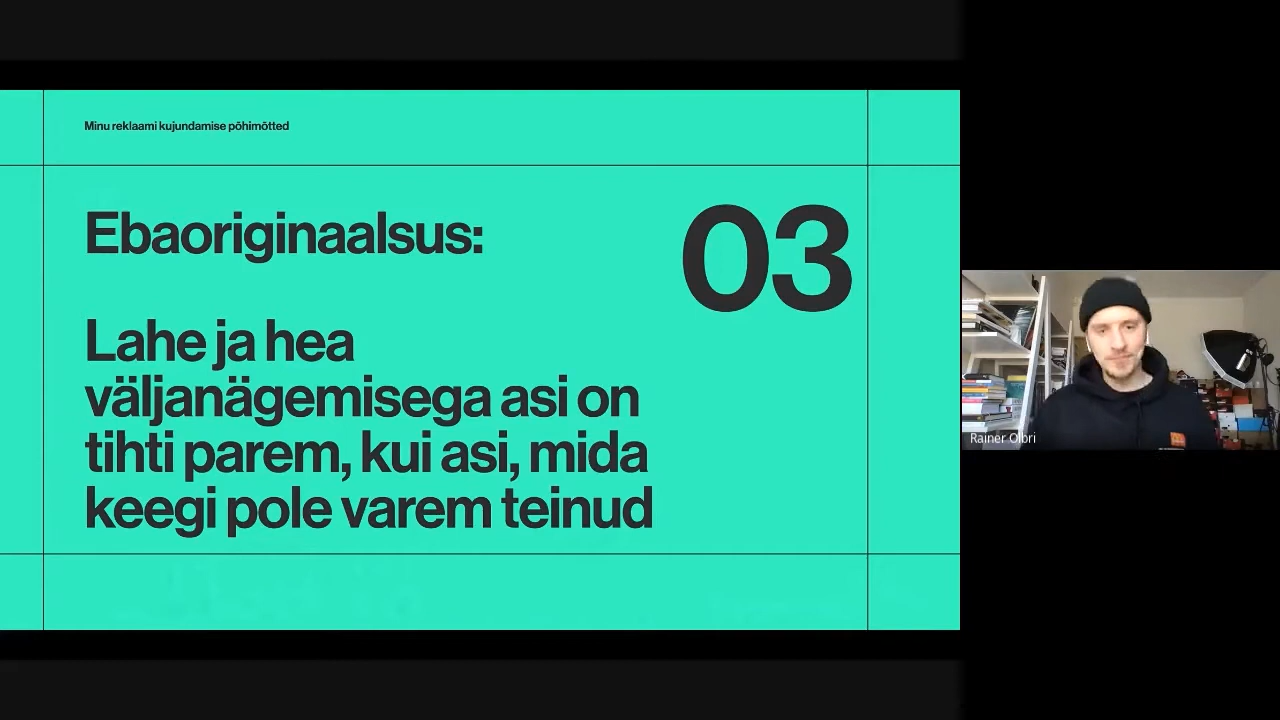 Minu reklaami kujundamise põhimõtted
Ebaoriginaalsus:
03
Lahe ja hea
väljanägemisega asi on
tihti parem, kui asi, mida
keegi pole varem teinud
Rainer Olbri